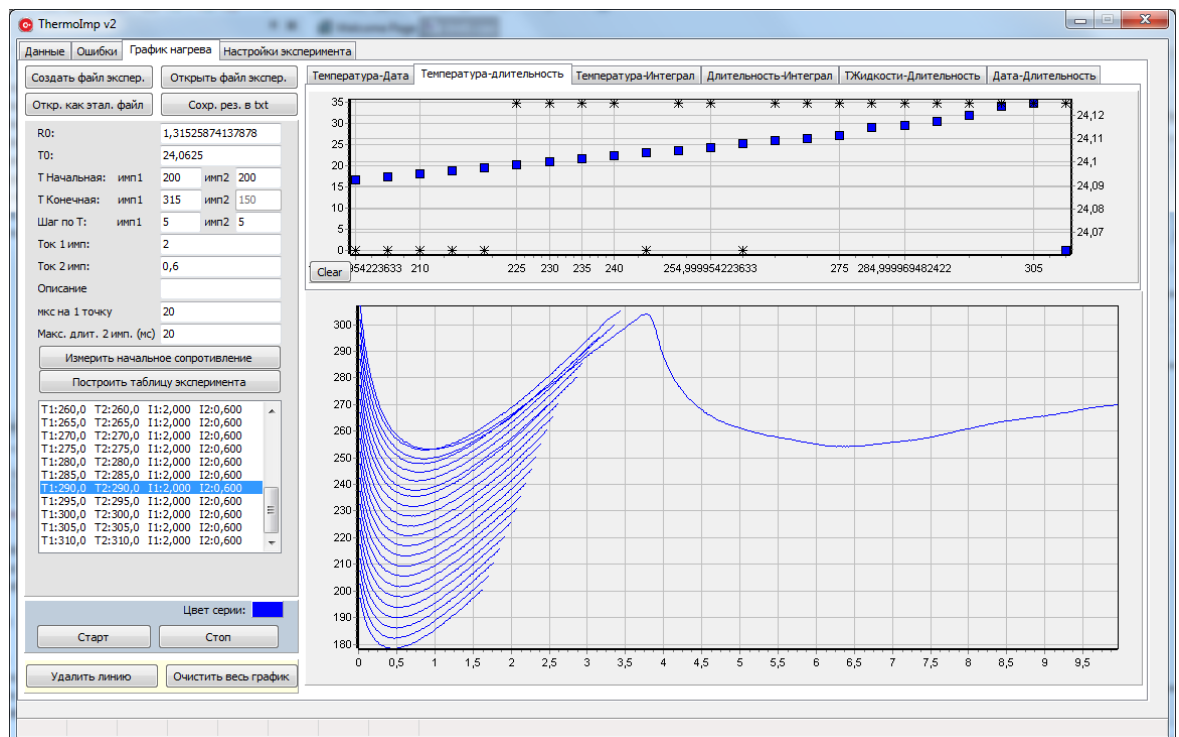 ThermoImp v2
Данные Ошибки График нагрева Настройки эксперимента
Создать файл экспер. Открыть файл экспер.
Откр. как этал. файл Сохр. рез. в txt
R0: 1,31525874137878
T0: 24,0625
T Начальная: имп1 200 имп2 200
T Конечная: имп1 315 имп2 150
Шаг по T: имп1 5 имп2 5
Ток 1 имп: 2
Ток 2 имп: 0,6
Описание
мкс на 1 точку 20
Макс. длит. 2 имп. (мс) 20
Измерить начальное сопротивление
Построить таблицу эксперимента
T1:260,0 T2:260,0 I1:2,000 I2:0,600
T1:265,0 T2:265,0 I1:2,000 I2:0,600
T1:270,0 T2:270,0 I1:2,000 I2:0,600
T1:275,0 T2:275,0 I1:2,000 I2:0,600
T1:280,0 T2:280,0 I1:2,000 I2:0,600
T1:285,0 T2:285,0 I1:2,000 I2:0,600
T1:290,0 T2:290,0 I1:2,000 I2:0,600
T1:295,0 T2:295,0 I1:2,000 I2:0,600
T1:300,0 T2:300,0 I1:2,000 I2:0,600
T1:305,0 T2:305,0 I1:2,000 I2:0,600
T1:310,0 T2:310,0 I1:2,000 I2:0,600
Цвет серии:
Старт Стоп
Удалить линию Очистить весь график
Температура-Дата Температура-длительность Температура-Интеграл Длительность-Интеграл TЖидкости-Длительность Дата-Длительность
35
30
25
20
15
10
5
0
24,12
24,11
24,1
24,09
24,08
24,07
Clear
954223633 210 225 230 235 240 254,999954223633 275 284,999969482422 305
300
290
280
270
260
250
240
230
220
210
200
190
180
0 0,5 1 1,5 2 2,5 3 3,5 4 4,5 5 5,5 6 6,5 7 7,5 8 8,5 9 9,5